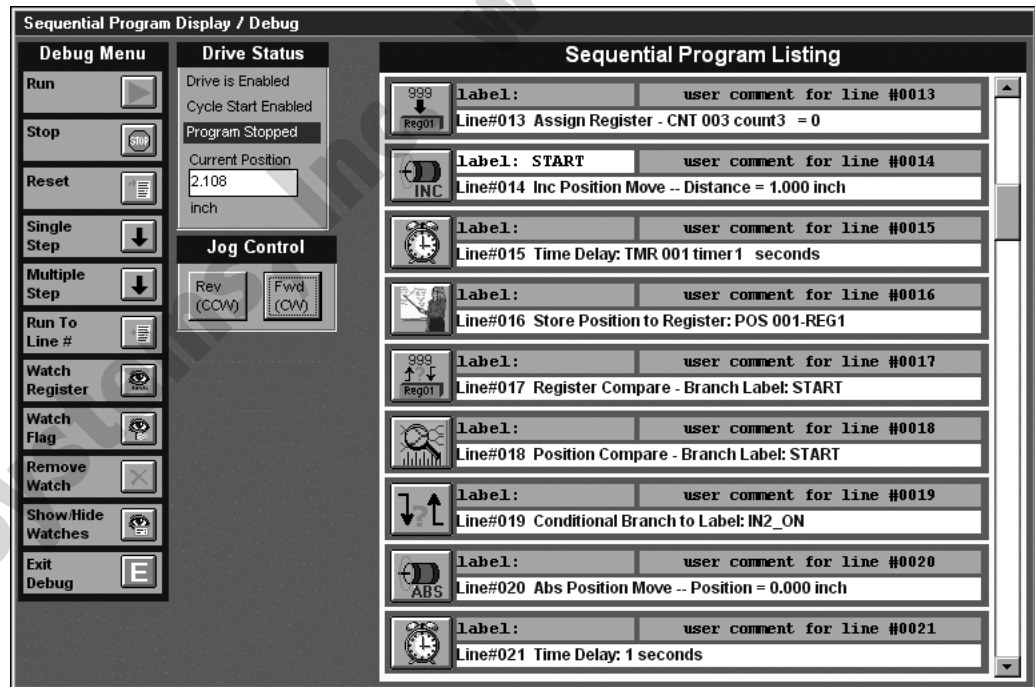 Sequential Program Display / Debug
Debug Menu
Run
Stop
STOP
Reset
Single
Step
Multiple
Step
Run To
Line #
Watch
Register
Watch
Flag
Remove
Watch
Show/Hide
Watches
Exit
Debug
E
Drive Status
Drive is Enabled
Cycle Start Enabled
Program Stopped
Current Position
2.108
inch
Jog Control
Rev
(CCW)
Fwd
(CW)
Sequential Program Listing
999
Reg01
label: user comment for line #0013
Line#013 Assign Register - CNT 003 count3 = 0
INC
label: START user comment for line #0014
Line#014 Inc Position Move -- Distance = 1.000 inch
label: user comment for line #0015
Line#015 Time Delay: TMR 001 timer1 seconds
label: user comment for line #0016
Line#016 Store Position to Register: POS 001-REG1
999
?
Reg01
label: user comment for line #0017
Line#017 Register Compare - Branch Label: START
label: user comment for line #0018
Line#018 Position Compare - Branch Label: START
?
label: user comment for line #0019
Line#019 Conditional Branch to Label: IN2_ON
ABS
label: user comment for line #0020
Line#020 Abs Position Move -- Position = 0.000 inch
label: user comment for line #0021
Line#021 Time Delay: 1 seconds
ystems, Inc.